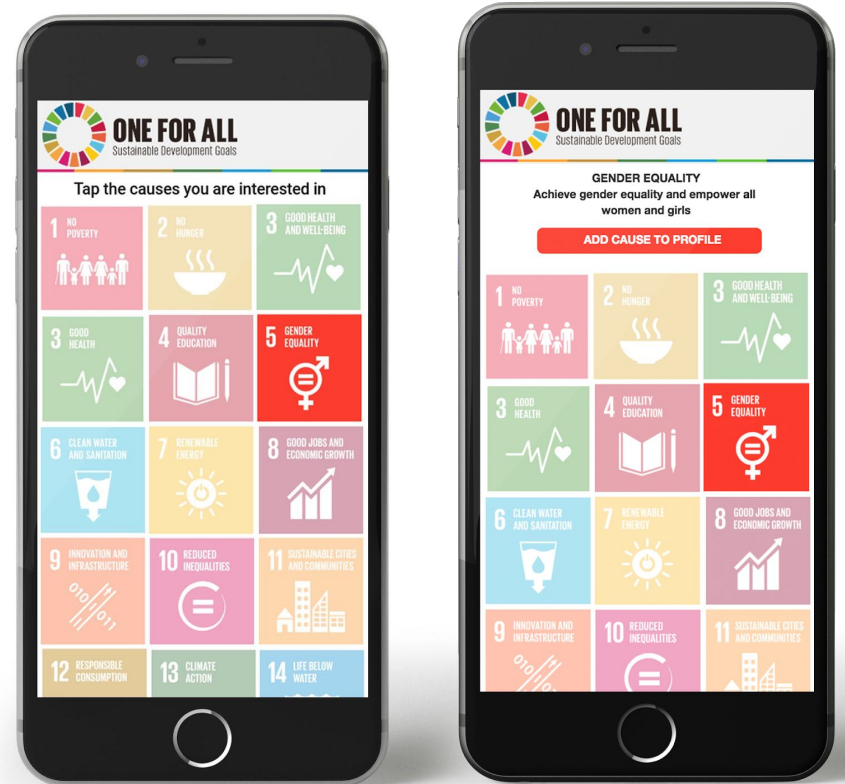 ONE FOR ALL
Sustainable Development Goals
Tap the causes you are interested in
1 NO
POVERTY
2 NO
HUNGER
3 GOOD HEALTH
AND WELL-BEING
3 GOOD
HEALTH
4 QUALITY
EDUCATION
5 GENDER
EQUALITY
6 CLEAN WATER
AND SANITATION
7 RENEWABLE
ENERGY
8 GOOD JOBS AND
ECONOMIC GROWTH
9 INNOVATION AND
INFRASTRUCTURE
010
011
10 REDUCED
INEQUALITIES
11 SUSTAINABLE CITIES
AND COMMUNITIES
12 RESPONSIBLE
CONSUMPTION
13 CLIMATE
ACTION
14 LIFE BELOW
WATER
ONE FOR ALL
Sustainable Development Goals
GENDER EQUALITY
Achieve gender equality and empower all
women and girls
ADD CAUSE TO PROFILE
1 NO
POVERTY
2 NO
HUNGER
3 GOOD HEALTH
AND WELL-BEING
3 GOOD
HEALTH
4 QUALITY
EDUCATION
5 GENDER
EQUALITY
6 CLEAN WATER
AND SANITATION
7 RENEWABLE
ENERGY
8 GOOD JOBS AND
ECONOMIC GROWTH
9 INNOVATION AND
INFRASTRUCTURE
010
10 REDUCED
INEQUALITIES
11 SUSTAINABLE CITIES
AND COMMUNITIES